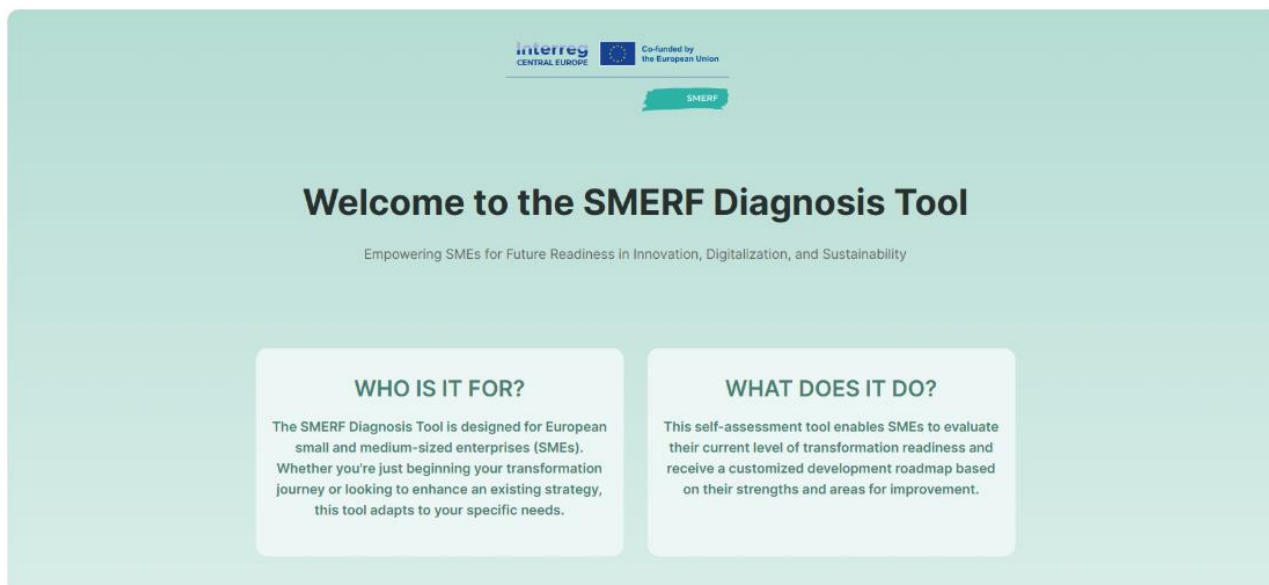 Interreg
CENTRAL EUROPE
Co-funded by
the European Union
SMERF
Welcome to the SMERF Diagnosis Tool
Empowering SMEs for Future Readiness in Innovation, Digitalization, and Sustainability
WHO IS IT FOR?
The SMERF Diagnosis Tool is designed for European
small and medium-sized enterprises (SMEs).
Whether you're just beginning your transformation
journey or looking to enhance an existing strategy,
this tool adapts to your specific needs.
WHAT DOES IT DO?
This self-assessment tool enables SMEs to evaluate
their current level of transformation readiness and
receive a customized development roadmap based
on their strengths and areas for improvement.